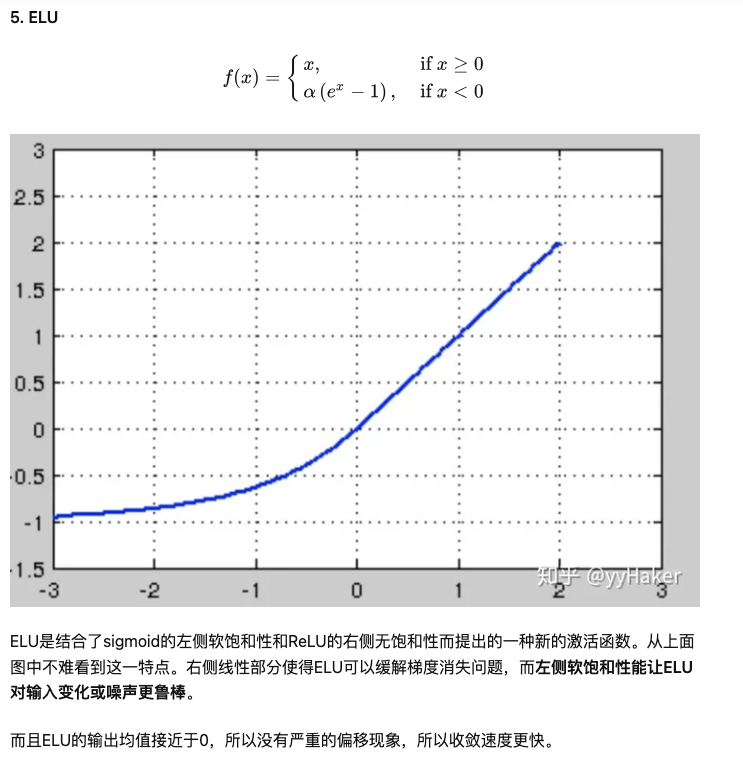 5. ELU
f(x) = { x, if x ≥ 0
α (e^x − 1), if x < 0
3
2.5
2
1.5
1
0.5
0
-0.5
-1
-1.5
-3 -2 -1 0 1 2 3
知乎 @yyHaker
ELU是结合了sigmoid的左侧软饱和性和ReLU的右侧无饱和性而提出的一种新的激活函数。从上面
图中不难看到这一特点。右侧线性部分使得ELU可以缓解梯度消失问题，而左侧软饱和性能让ELU
对输入变化或噪声更鲁棒。
而且ELU的输出均值接近于0，所以没有严重的偏移现象，所以收敛速度更快。